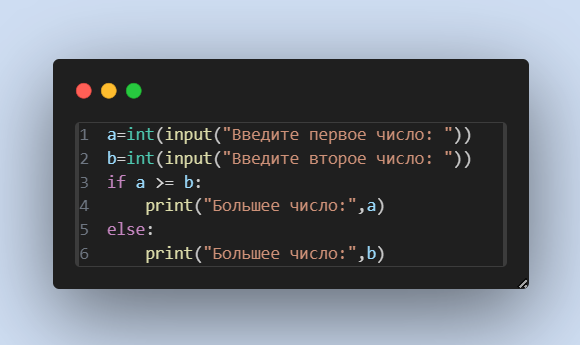 1 a=int(input("Введите первое число: "))
2 b=int(input("Введите второе число: "))
3 if a >= b:
4     print("Большее число:",a)
5 else:
6     print("Большее число:",b)